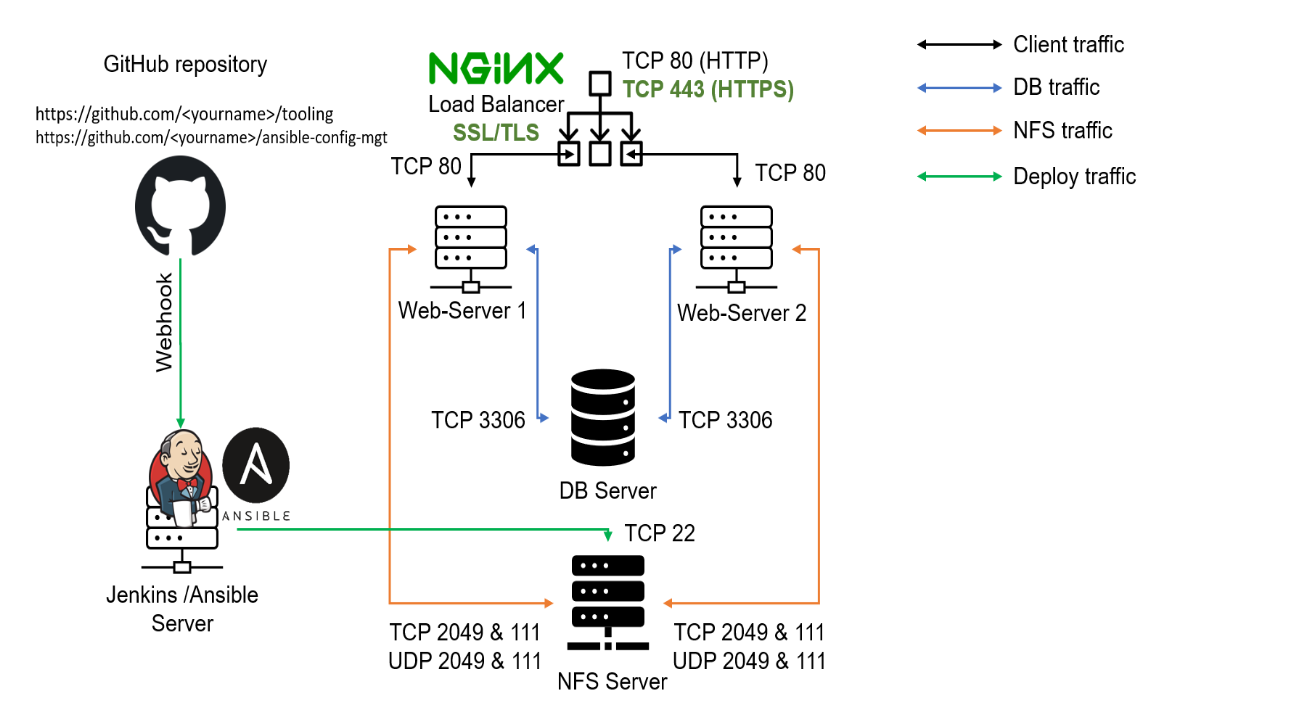 GitHub repository
https://github.com/<yourname>/tooling
https://github.com/<yourname>/ansible-config-mgt
Webhook
ANSIBLE
Jenkins /Ansible
Server
NGINX
Load Balancer
SSL/TLS
TCP 80 (HTTP)
TCP 443 (HTTPS)
TCP 80
TCP 80
Web-Server 1
Web-Server 2
TCP 3306
TCP 3306
DB Server
TCP 22
TCP 2049 & 111
UDP 2049 & 111
TCP 2049 & 111
UDP 2049 & 111
NFS Server
Client traffic
DB traffic
NFS traffic
Deploy traffic